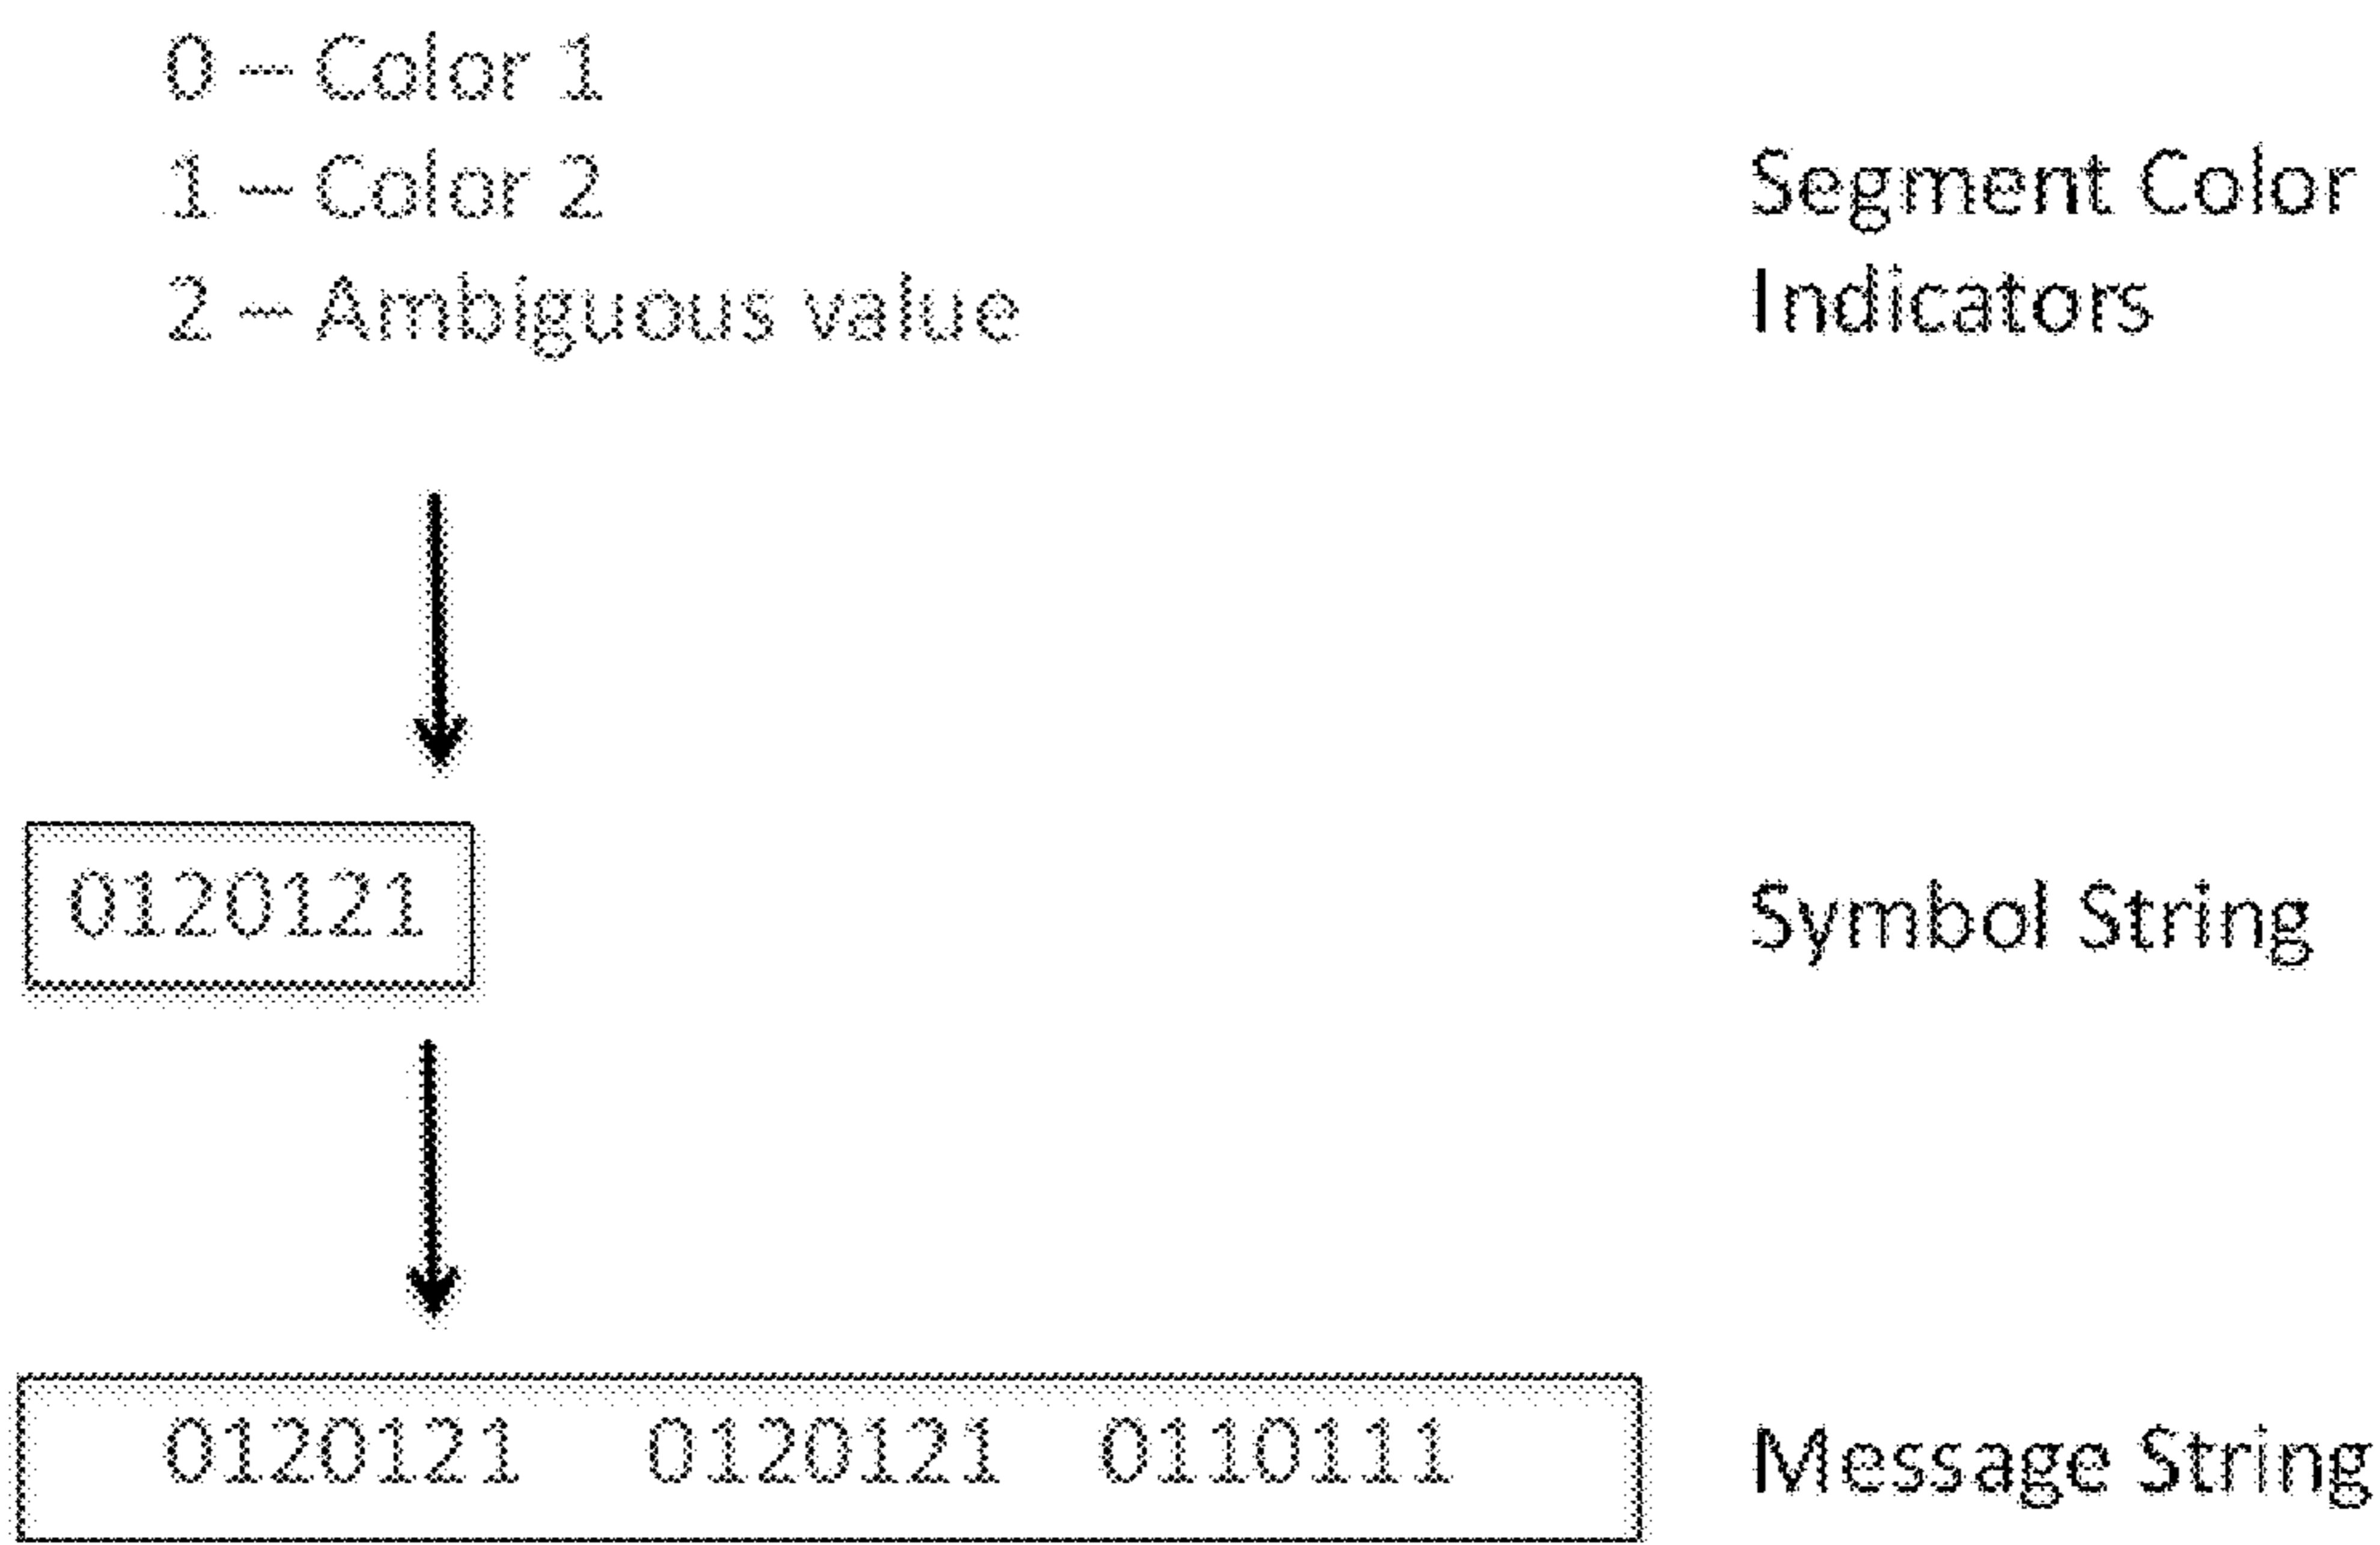 0 – Color 1
1 – Color 2
2 – Ambiguous value
Segment Color
Indicators
0120121
Symbol String
0120121 0120121 0110111
Message String